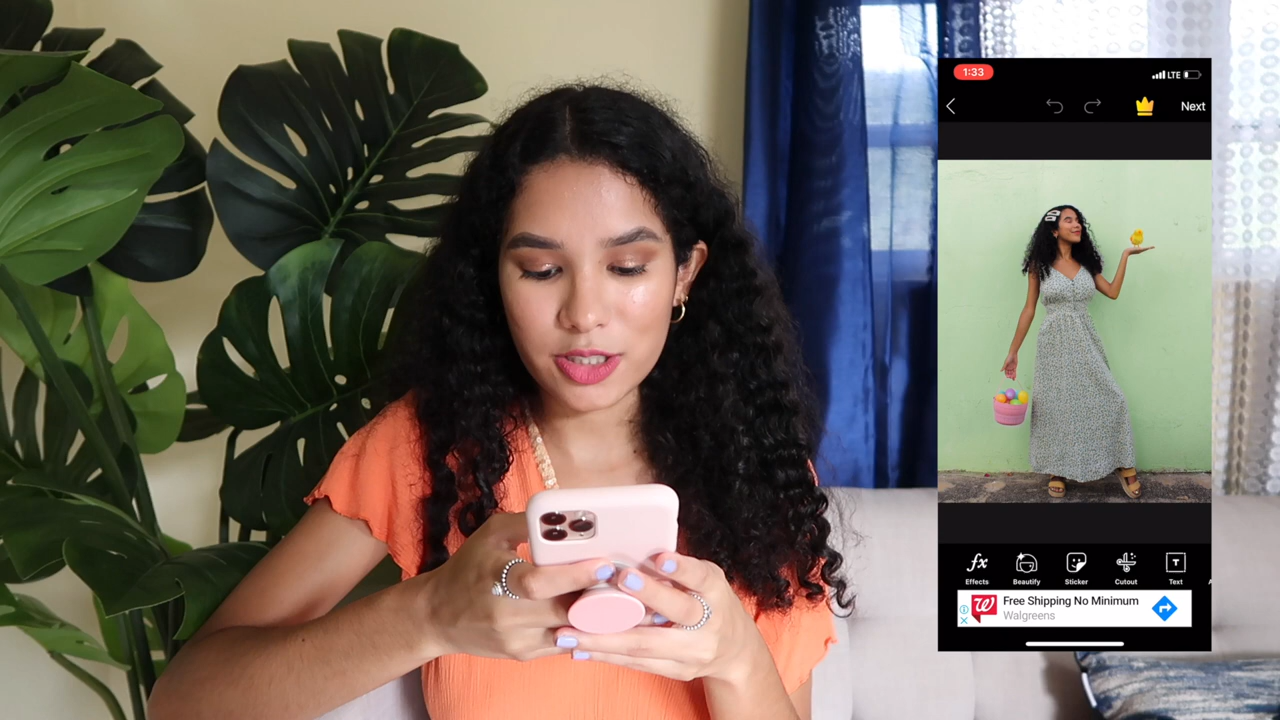 1:33
LTE
Next
fx
Effects
Beautify
Sticker
Cutout
T
Text
A
W
Free Shipping No Minimum
Walgreens